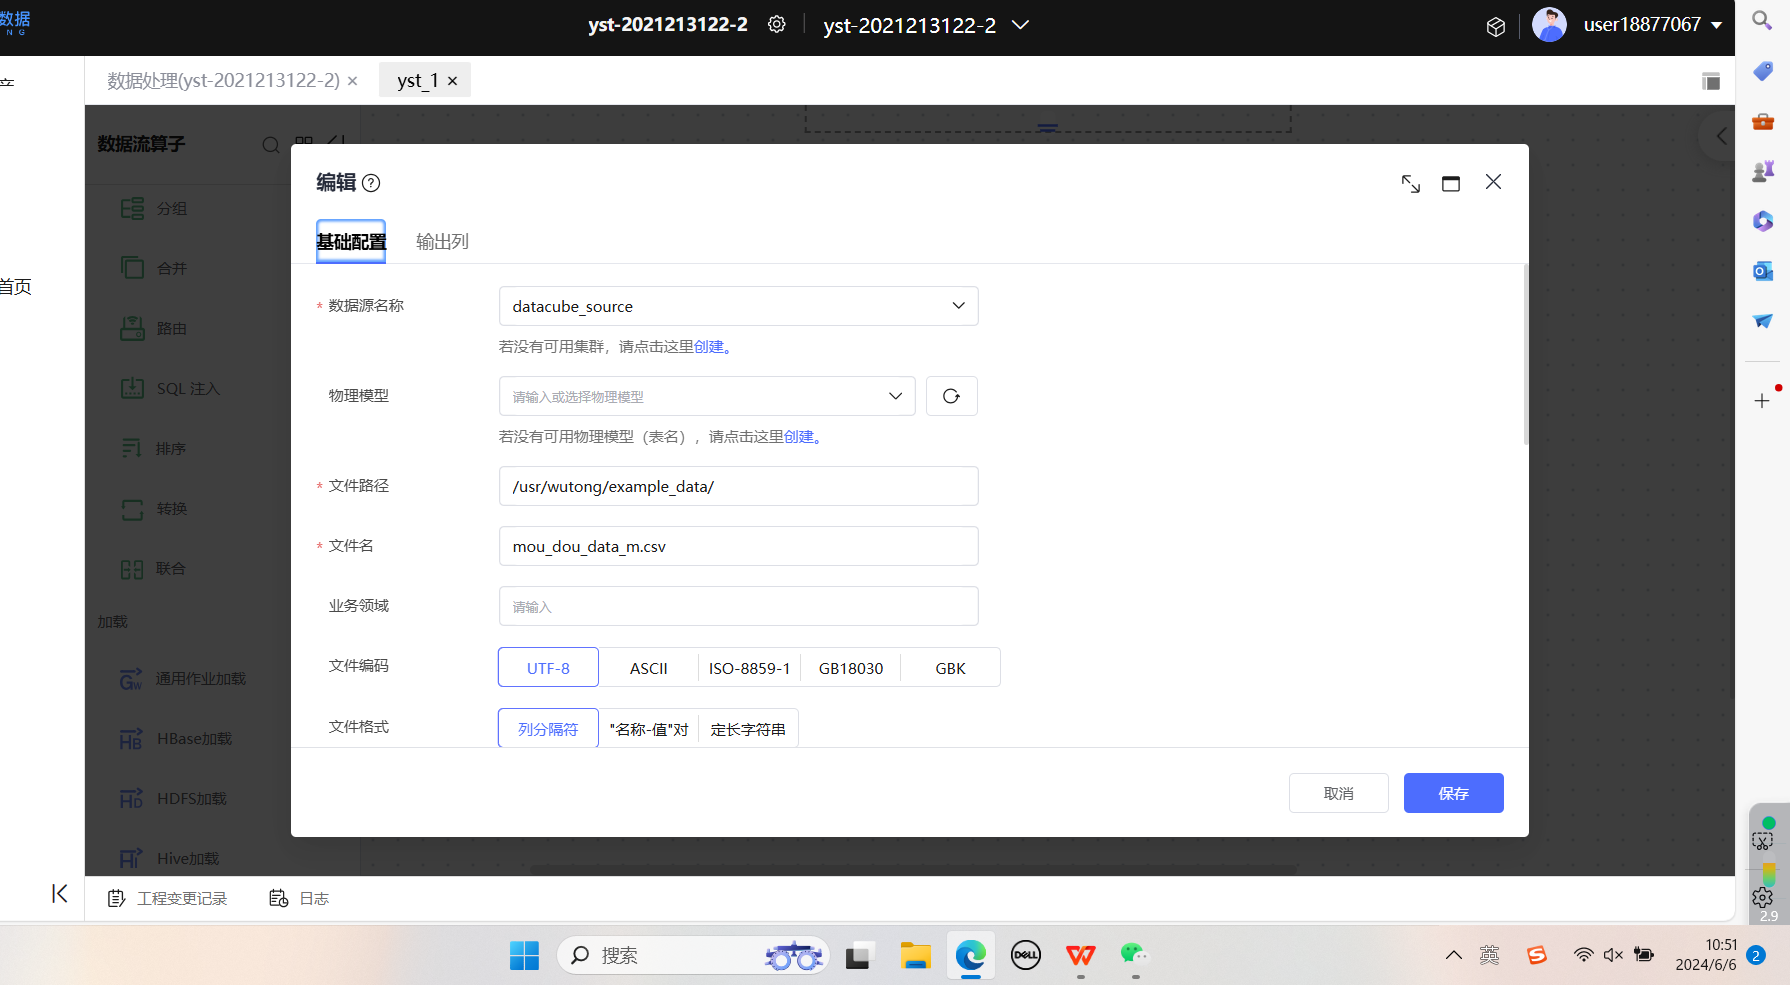 数据
NG
yst-2021213122-2
yst-2021213122-2
user18877067
产
首页
数据处理(yst-2021213122-2) ×
yst_1 ×
数据流算子
分组
合并
路由
SQL 注入
排序
转换
联合
加载
通用作业加载
HBase加载
HDFS加载
Hive加载
编辑
基础配置
输出列
* 数据源名称
datacube_source
若没有可用集群，请点击这里创建。
物理模型
请输入或选择物理模型
若没有可用物理模型（表名），请点击这里创建。
* 文件路径
/usr/wutong/example_data/
* 文件名
mou_dou_data_m.csv
业务领域
请输入
文件编码
UTF-8
ASCII
ISO-8859-1
GB18030
GBK
文件格式
列分隔符
"名称-值"对
定长字符串
取消
保存
工程变更记录
日志
2.9
搜索
DELL
英
10:51
2024/6/6
2